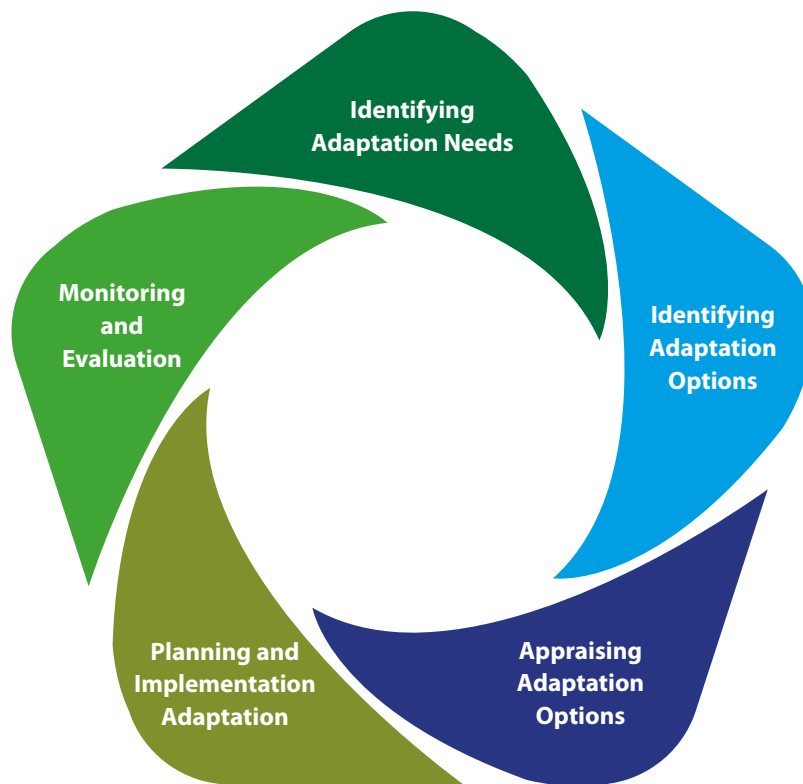 Identifying
Adaptation Needs
Identifying
Adaptation
Options
Appraising
Adaptation
Options
Planning and
Implementation
Adaptation
Monitoring
and
Evaluation